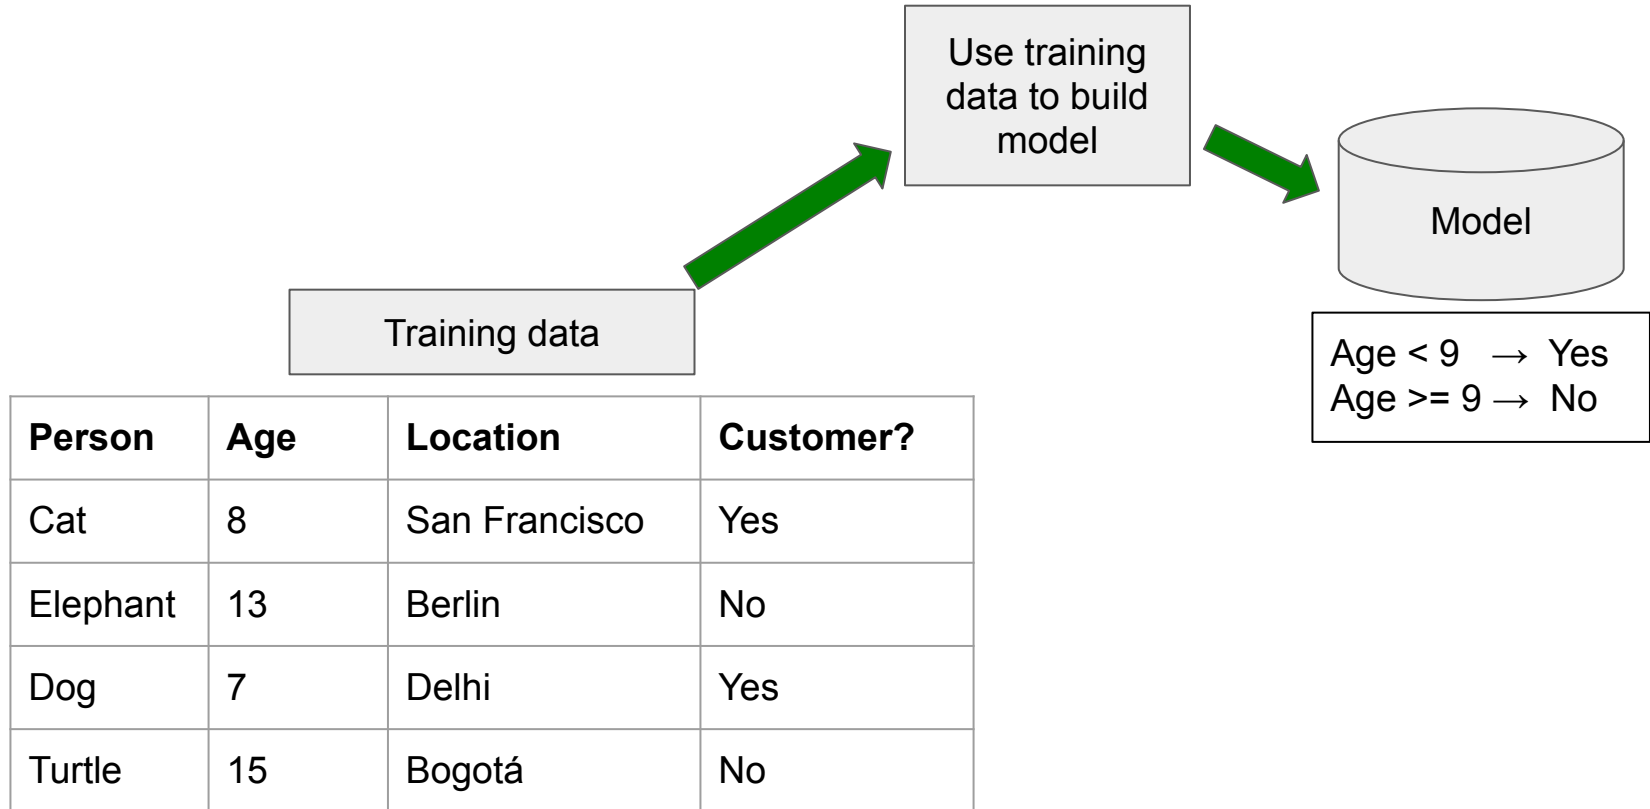 Use training
data to build
model
Model
Training data
Age < 9 → Yes
Age >= 9 → No
Person Age Location Customer?
Cat 8 San Francisco Yes
Elephant 13 Berlin No
Dog 7 Delhi Yes
Turtle 15 Bogotá No